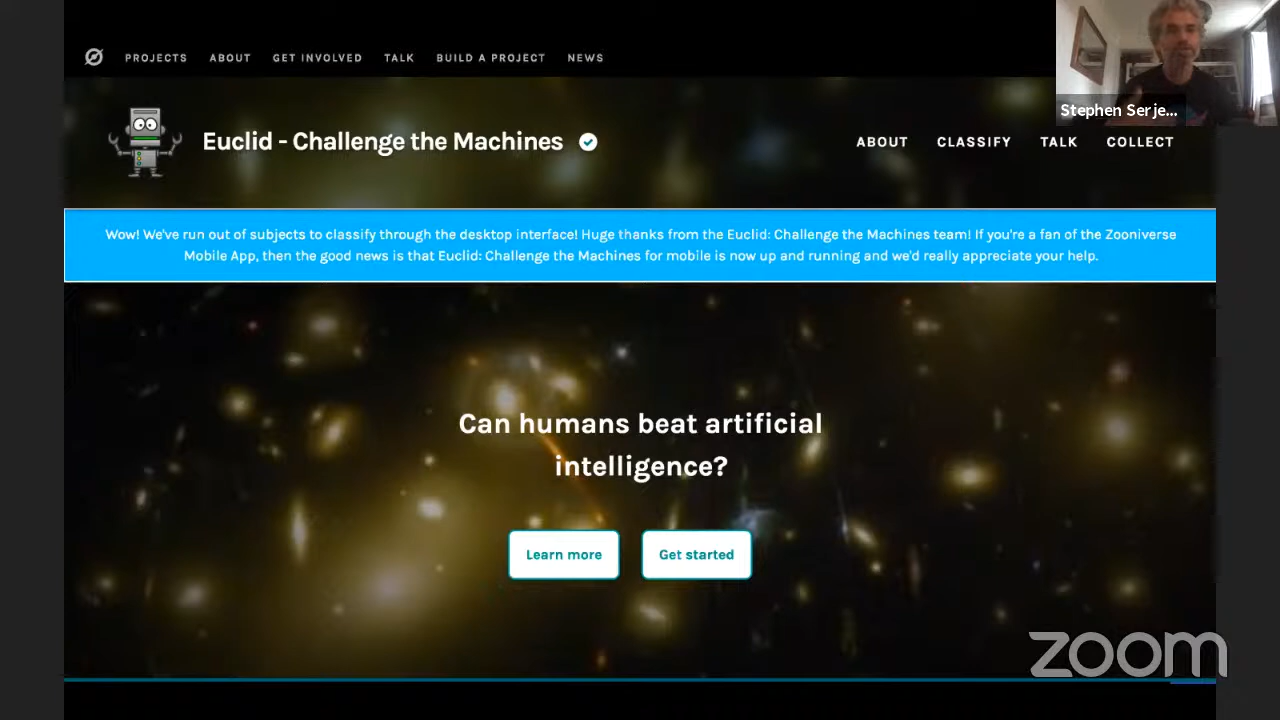 PROJECTS ABOUT GET INVOLVED TALK BUILD A PROJECT NEWS
Stephen Serje...
Euclid - Challenge the Machines
ABOUT CLASSIFY TALK COLLECT
Wow! We've run out of subjects to classify through the desktop interface! Huge thanks from the Euclid: Challenge the Machines team! If you're a fan of the Zooniverse
Mobile App, then the good news is that Euclid: Challenge the Machines for mobile is now up and running and we'd really appreciate your help.
Can humans beat artificial
intelligence?
Learn more Get started
zoom